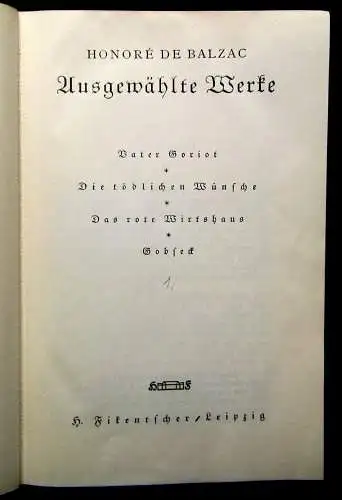 HONORÉ DE BALZAC
Ausgewählte Werke
Vater Goriot
*
Die tödlichen Wünsche
*
Das rote Wirtshaus
*
Gobseck
1.
H F
H. Fikentscher/Leipzig